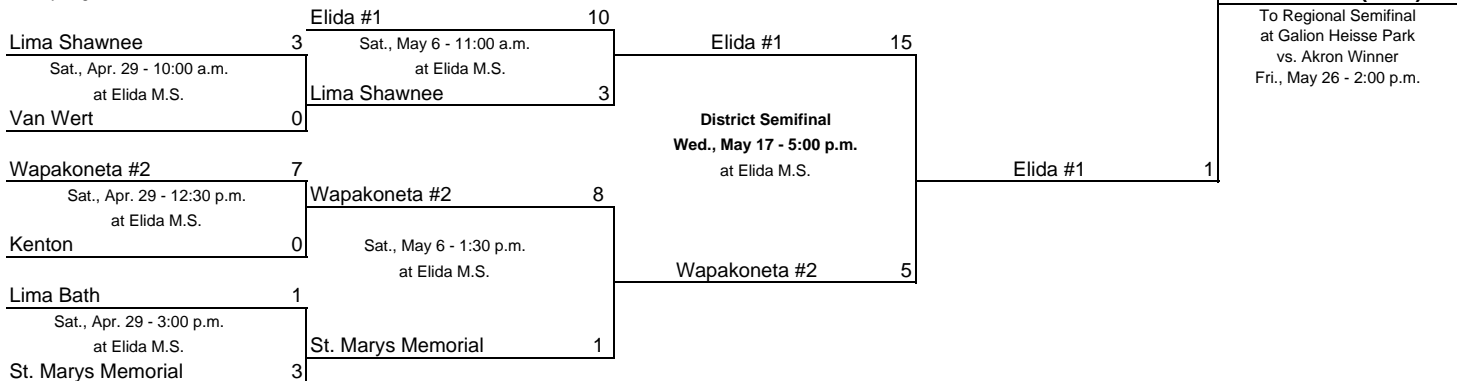 Elida #1 10
Lima Shawnee 3
Sat., May 6 - 11:00 a.m.
Elida #1 15
Sat., Apr. 29 - 10:00 a.m.
at Elida M.S.
at Elida M.S.
Lima Shawnee 3
Van Wert 0
District Semifinal
Wed., May 17 - 5:00 p.m.
at Elida M.S.
Wapakoneta #2 7
Elida #1 1
Sat., Apr. 29 - 12:30 p.m.
Wapakoneta #2 8
at Elida M.S.
Kenton 0
Sat., May 6 - 1:30 p.m.
at Elida M.S.
Wapakoneta #2 5
Lima Bath 1
Sat., Apr. 29 - 3:00 p.m.
at Elida M.S.
St. Marys Memorial 1
St. Marys Memorial 3
To Regional Semifinal
at Galion Heisse Park
vs. Akron Winner
Fri., May 26 - 2:00 p.m.